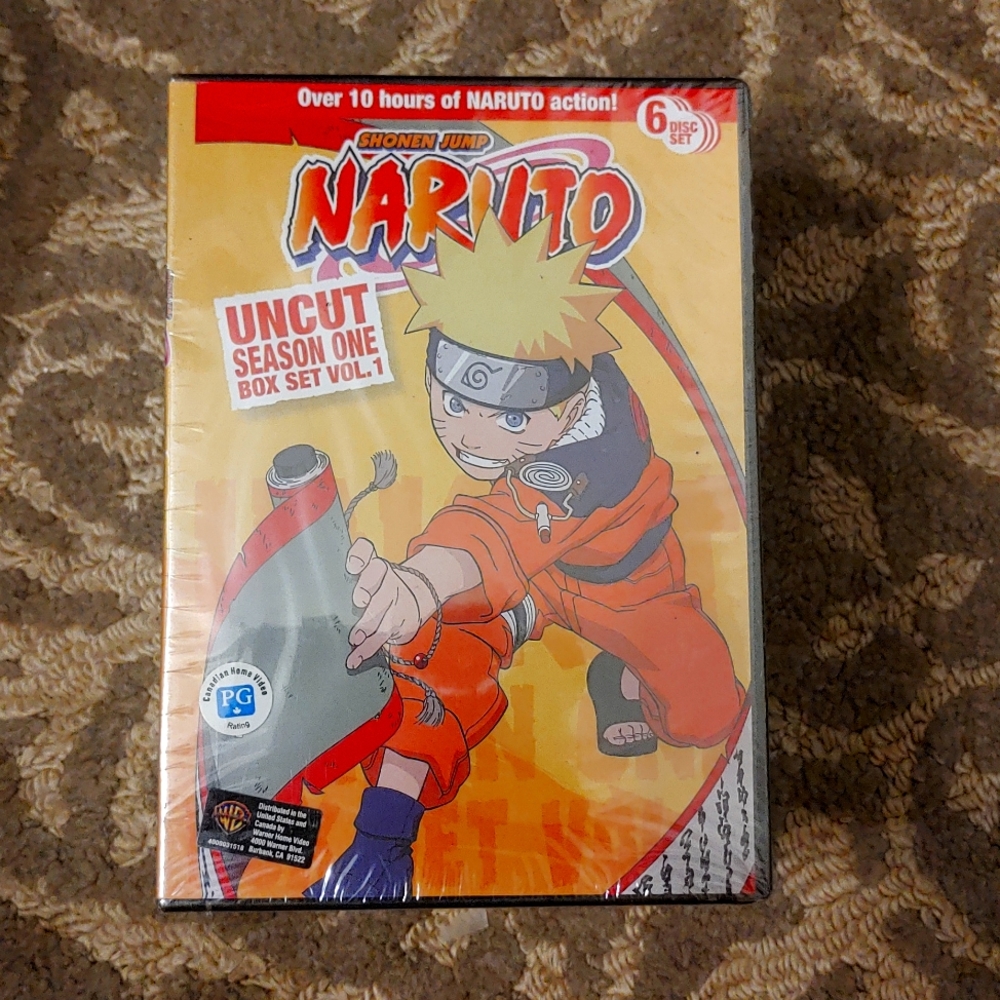 Over 10 hours of NARUTO action!
6 DISC
SET
SHONEN JUMP
NARUTO
UNCUT
SEASON ONE
BOX SET VOL.1
Canadian Home Video
PG
Rating
WB
Distributed in the
United States and
Canada by
Warner Home Video
4000 Warner Blvd.
Burbank, CA 91522
4000031518